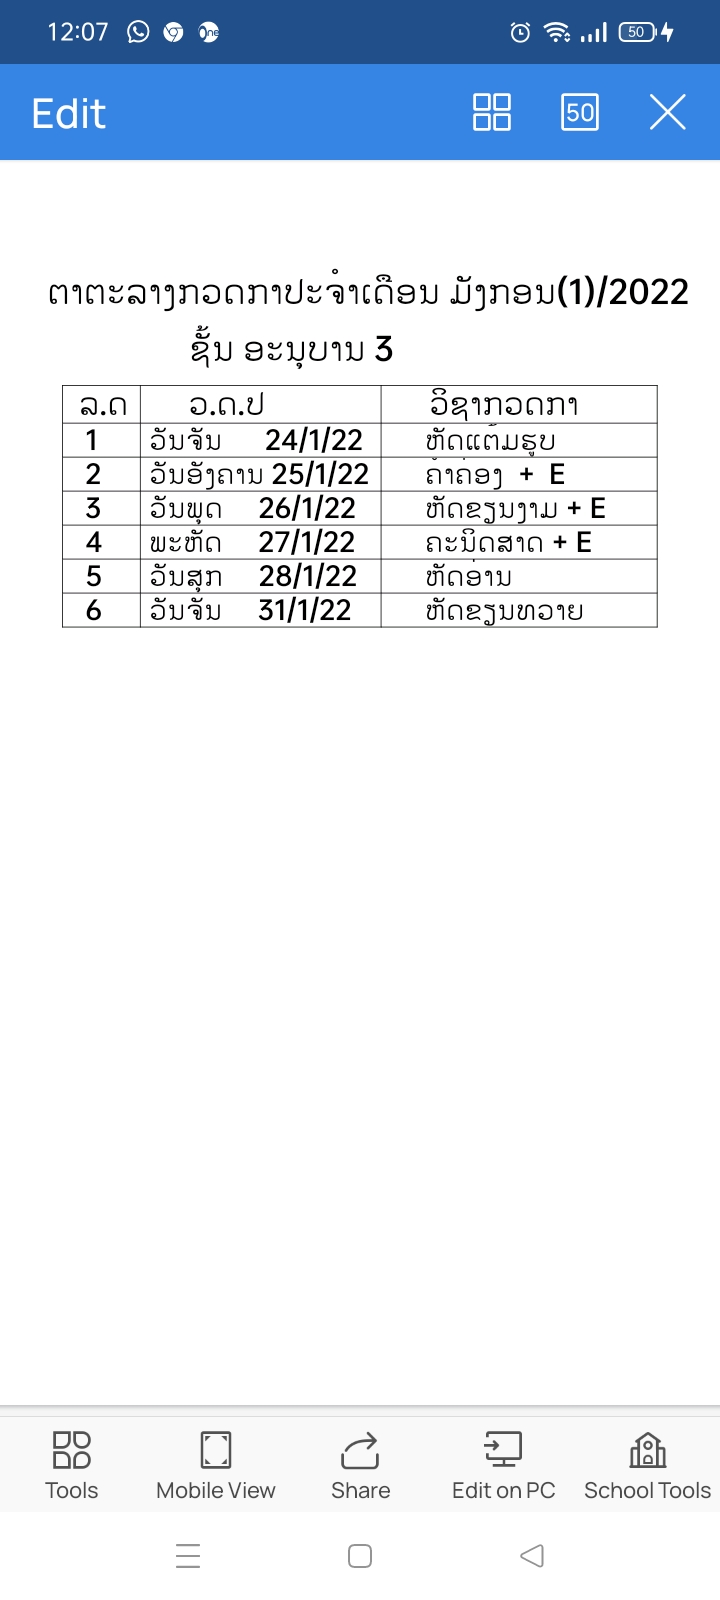 12:07 One 50
Edit 50
ຕາຕະລາງກວດກາປະຈຳເດືອນ ມັງກອນ(1)/2022
ຊັ້ນ ອະນຸບານ 3
ລ.ດ ວ.ດ.ປ ວິຊາກວດກາ
1 ວັນຈັນ 24/1/22 ຫັດແຕ້ມຮູບ
2 ວັນອັງຄານ 25/1/22 ຄຳຄ່ອງ + E
3 ວັນພຸດ 26/1/22 ຫັດຂຽນງາມ + E
4 ພະຫັດ 27/1/22 ຄະນິດສາດ + E
5 ວັນສຸກ 28/1/22 ຫັດອ່ານ
6 ວັນຈັນ 31/1/22 ຫັດຂຽນທວາຍ
Tools Mobile View Share Edit on PC School Tools